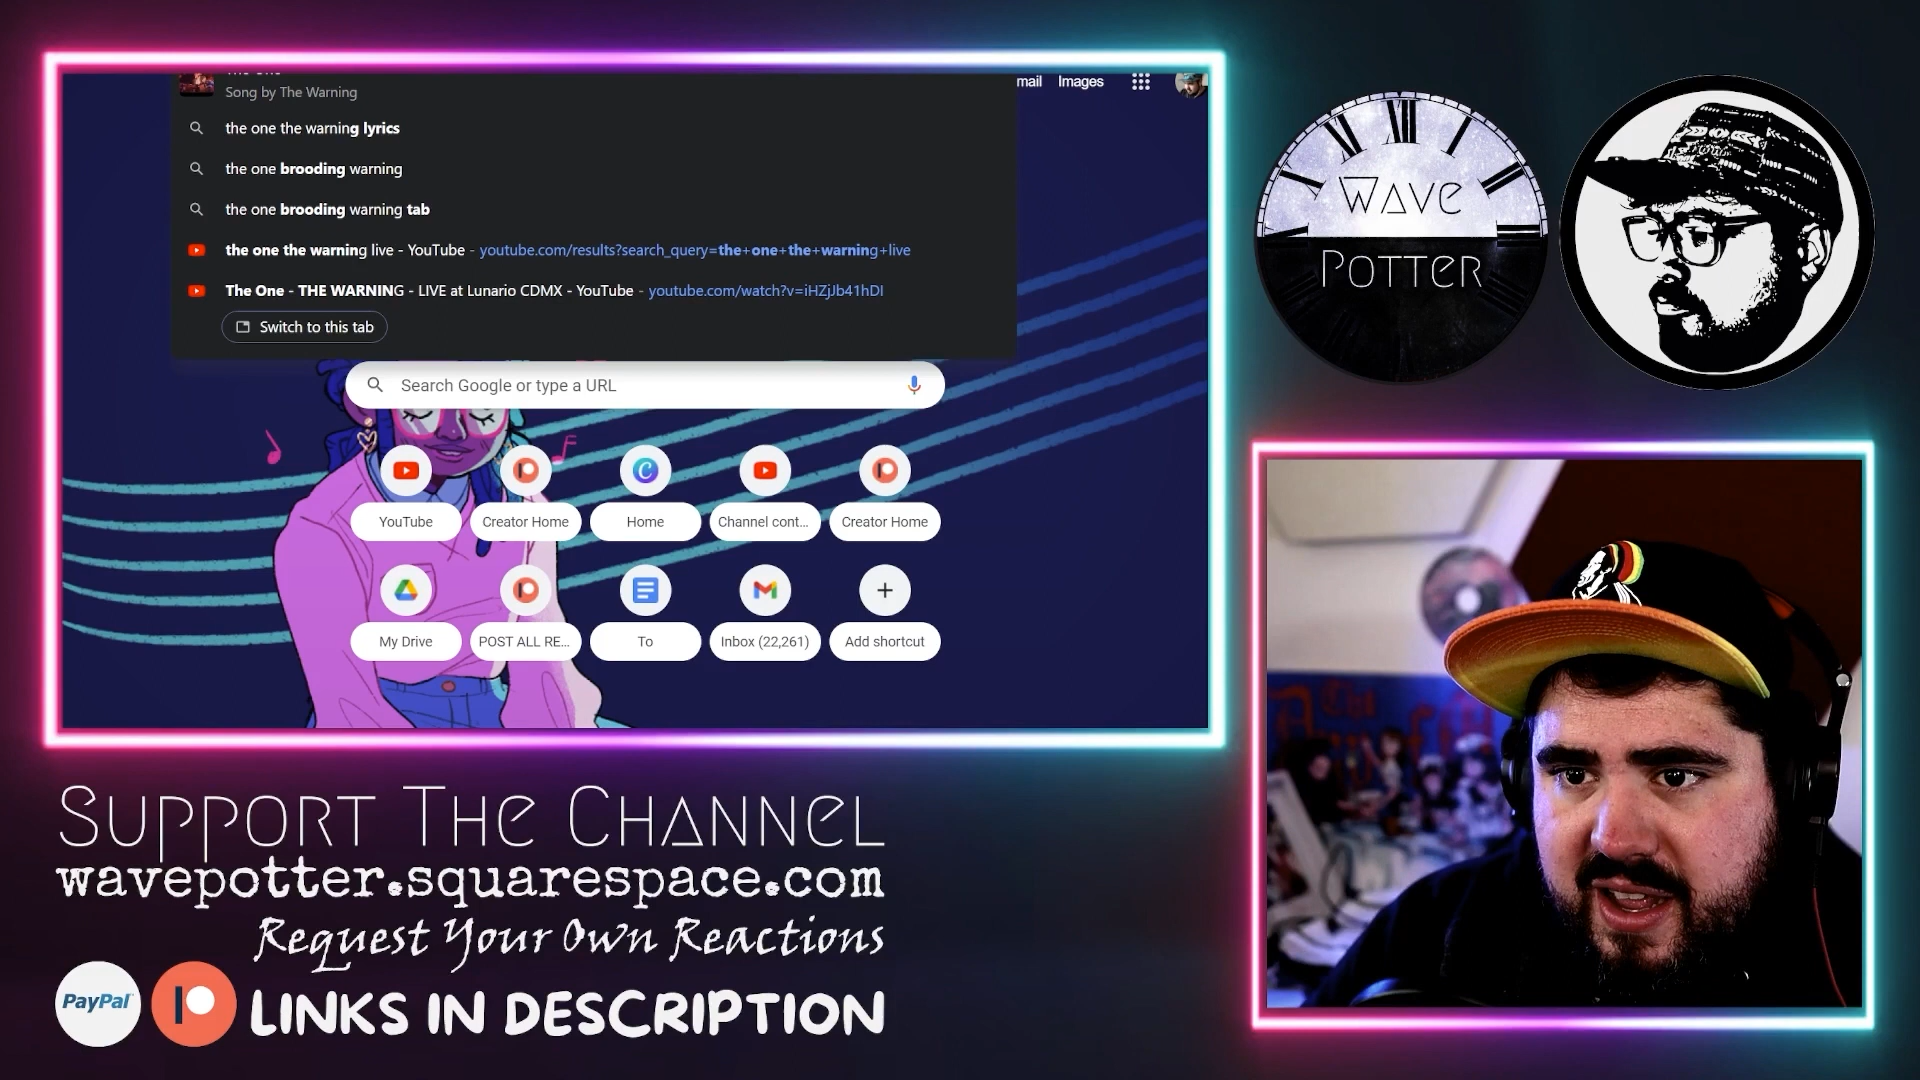 Song by The Warning
the one the warning lyrics
the one brooding warning
the one brooding warning tab
the one the warning live - YouTube - youtube.com/results?search_query=the+one+the+warning+live
The One - THE WARNING - LIVE at Lunario CDMX - YouTube - youtube.com/watch?v=iHZjJb41hDI
Switch to this tab
mail Images
Search Google or type a URL
YouTube Creator Home Home Channel cont... Creator Home
My Drive POST ALL RE... To Inbox (22,261) Add shortcut
WAVE
POTTER
SUPPORT THE CHANNEL
wavepotter.squarespace.com
Request Your Own Reactions
PayPal LINKS IN DESCRIPTION